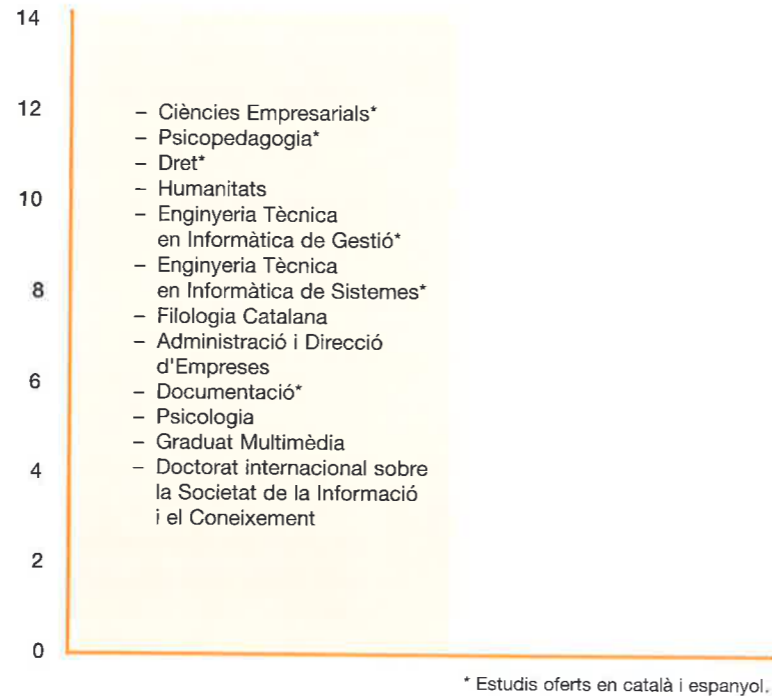 14
12
10
8
6
4
2
0
– Ciències Empresarials*
– Psicopedagogia*
– Dret*
– Humanitats
– Enginyeria Tècnica
en Informàtica de Gestió*
– Enginyeria Tècnica
en Informàtica de Sistemes*
– Filologia Catalana
– Administració i Direcció
d'Empreses
– Documentació*
– Psicologia
– Graduat Multimèdia
– Doctorat internacional sobre
la Societat de la Informació
i el Coneixement
* Estudis oferts en català i espanyol.